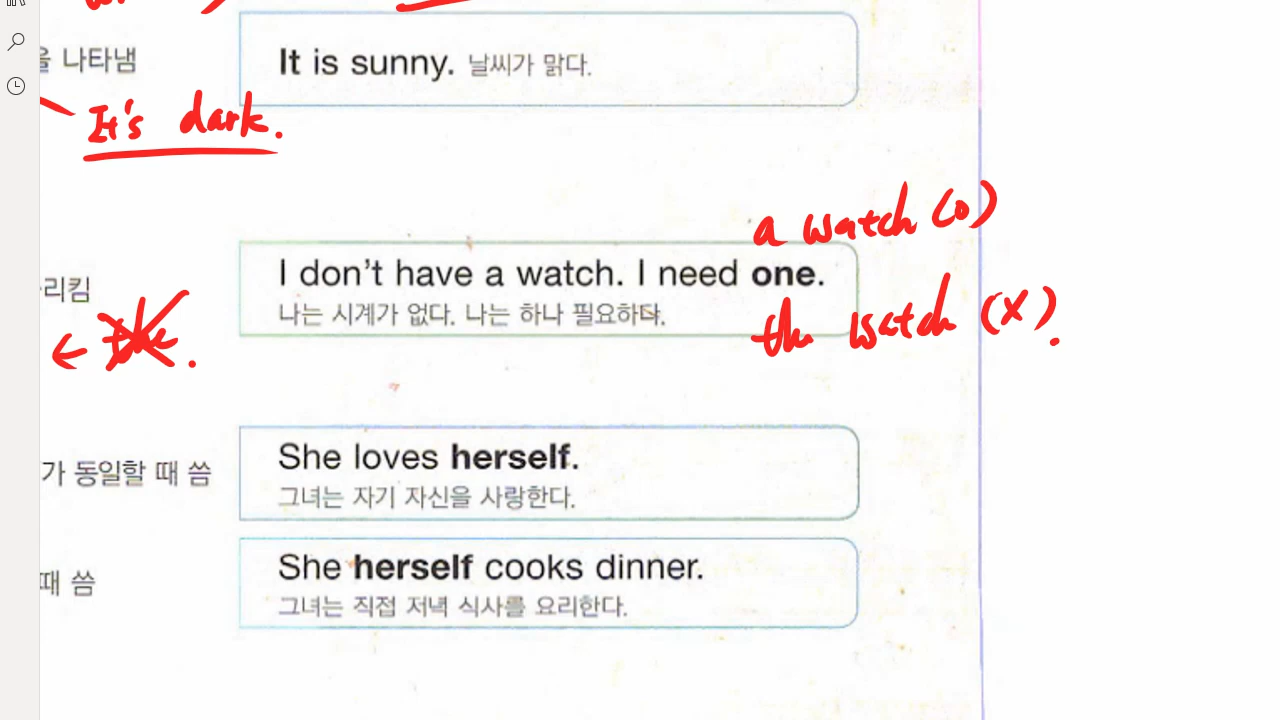 을 나타냄
It is sunny. 날씨가 맑다.
It's dark.
a watch (o)
리킴
I don't have a watch. I need one.
나는 시계가 없다. 나는 하나 필요하다.
the watch (X).
← the.
She loves herself.
가 동일할 때 씀
그녀는 자기 자신을 사랑한다.
She herself cooks dinner.
때 씀
그녀는 직접 저녁 식사를 요리한다.